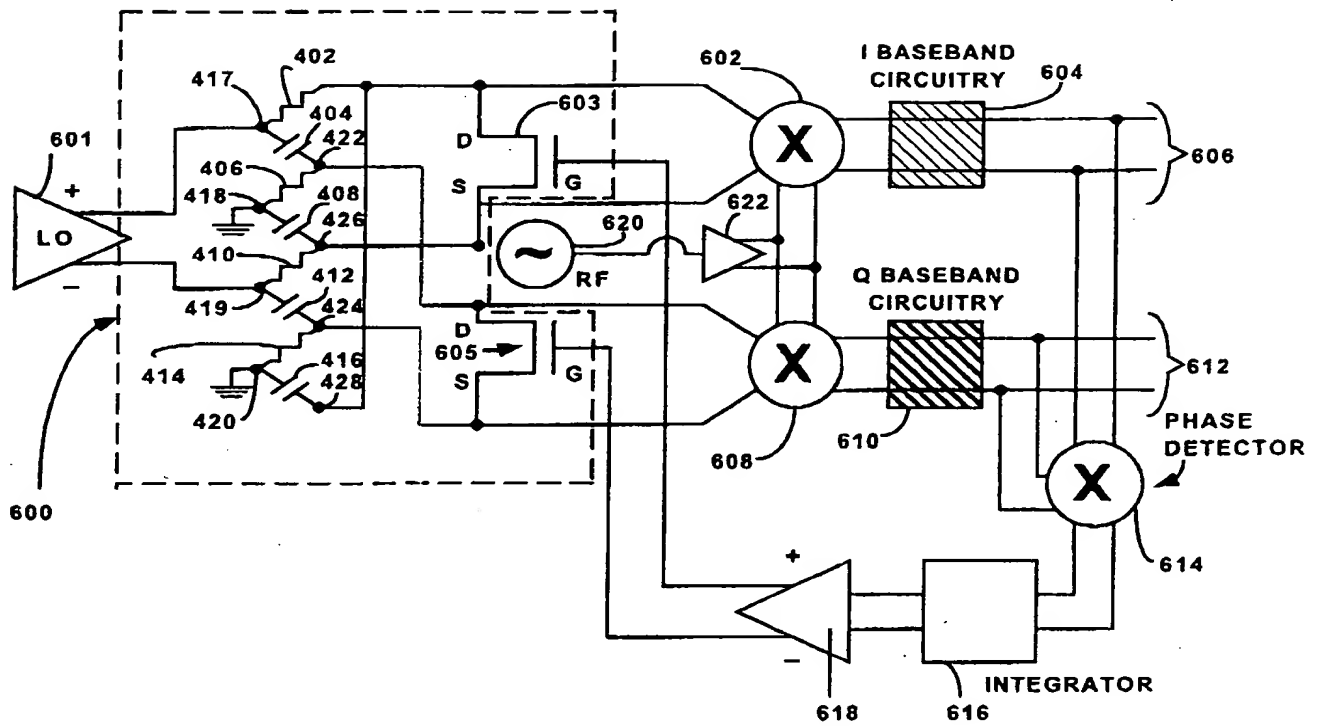 I BASEBAND
CIRCUITRY
602
604
402
417
404
603
422
601
406
+
D
X
606
LO
418
408
S
G
426
620
622
410
~
RF
−
412
419
424
Q BASEBAND
CIRCUITRY
D
605
X
612
414
416
S
G
428
420
610
608
PHASE
DETECTOR
600
X
614
+
−
INTEGRATOR
616
618